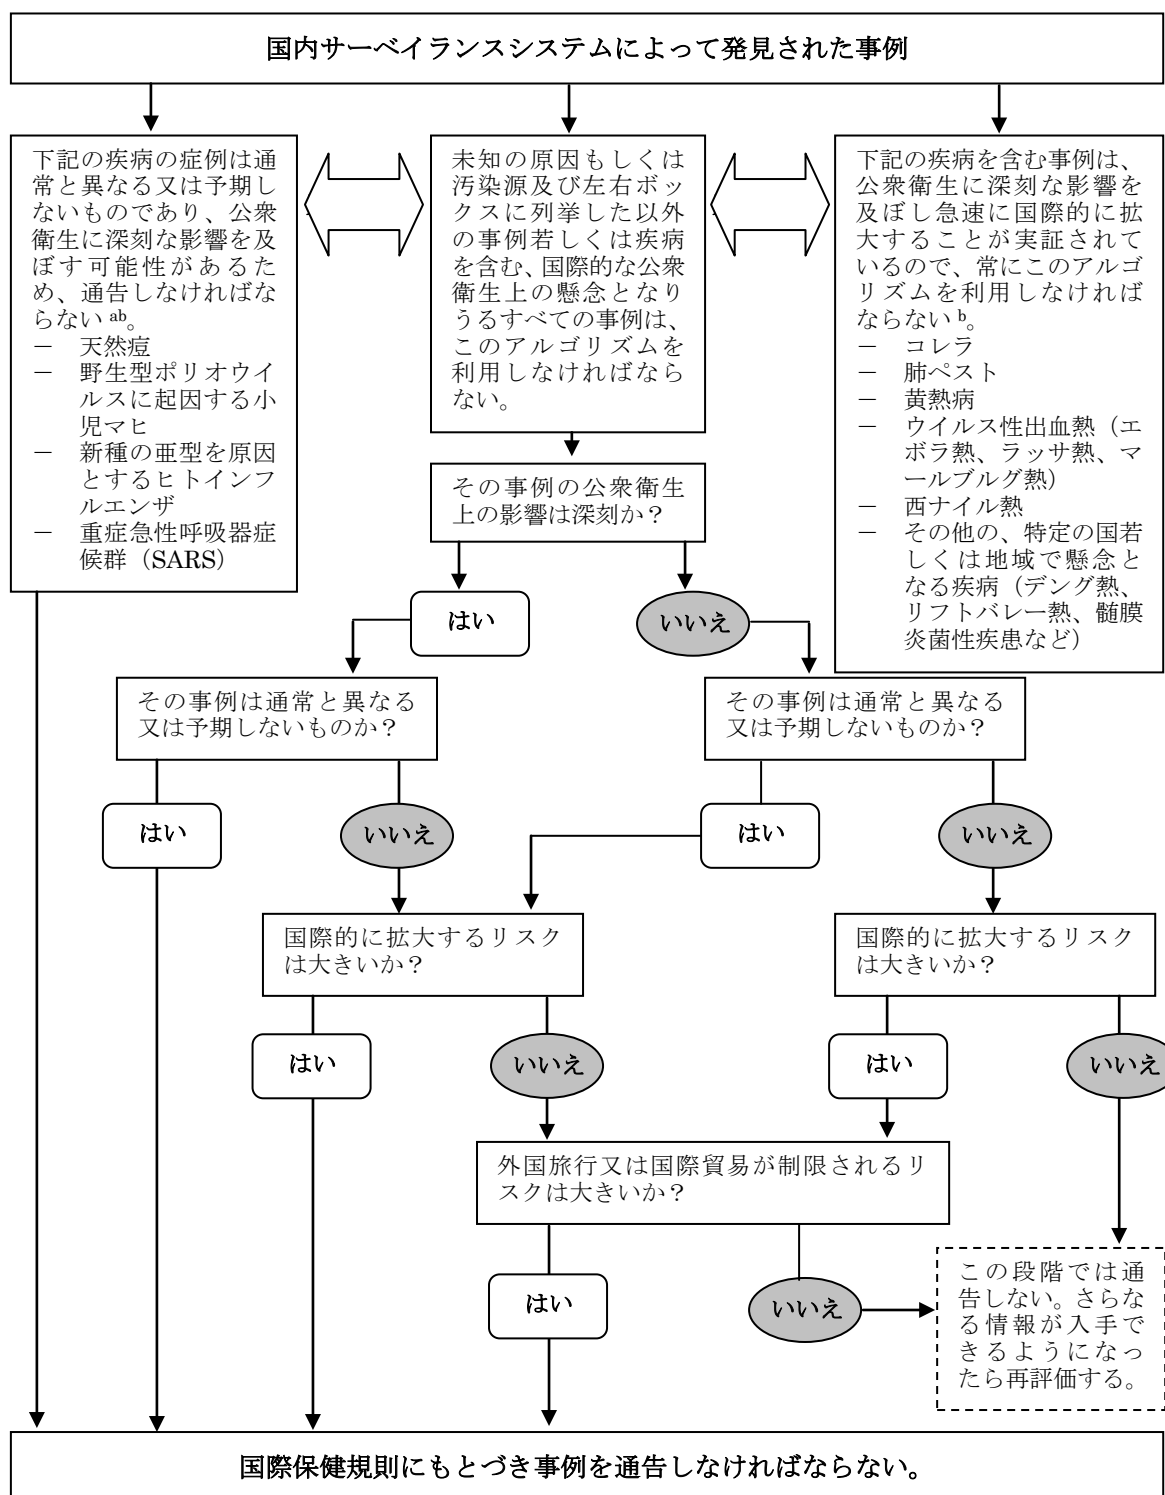 国内サーベイランスシステムによって発見された事例
下記の疾病の症例は通
常と異なる又は予期し
ないものであり、公衆
衛生に深刻な影響を及
ぼす可能性があるた
め、通告しなければな
らない ab。
－ 天然痘
－ 野生型ポリオウイ
ルスに起因する小
児マヒ
－ 新種の亜型を原因
とするヒトインフ
ルエンザ
－ 重症急性呼吸器症
候群（SARS）
未知の原因もしくは
汚染源及び左右ボッ
クスに列挙した以外
の事例若しくは疾病
を含む、国際的な公衆
衛生上の懸念となり
うるすべての事例は、
このアルゴリズムを
利用しなければなら
ない。
下記の疾病を含む事例は、
公衆衛生に深刻な影響を
及ぼし急速に国際的に拡
大することが実証されて
いるので、常にこのアルゴ
リズムを利用しなければ
ならない b。
－ コレラ
－ 肺ペスト
－ 黄熱病
－ ウイルス性出血熱（エ
ボラ熱、ラッサ熱、マ
ールブルグ熱）
－ 西ナイル熱
－ その他の、特定の国若
しくは地域で懸念と
なる疾病（デング熱、
リフトバレー熱、髄膜
炎菌性疾患など）
その事例の公衆衛生
上の影響は深刻か？
はい
いいえ
その事例は通常と異なる
又は予期しないものか？
その事例は通常と異なる
又は予期しないものか？
はい
いいえ
はい
いいえ
国際的に拡大するリスク
は大きいか？
国際的に拡大するリスク
は大きいか？
はい
いいえ
はい
いいえ
外国旅行又は国際貿易が制限されるリ
スクは大きいか？
はい
いいえ
この段階では通
告しない。さらな
る情報が入手で
きるようになっ
たら再評価する。
国際保健規則にもとづき事例を通告しなければならない。